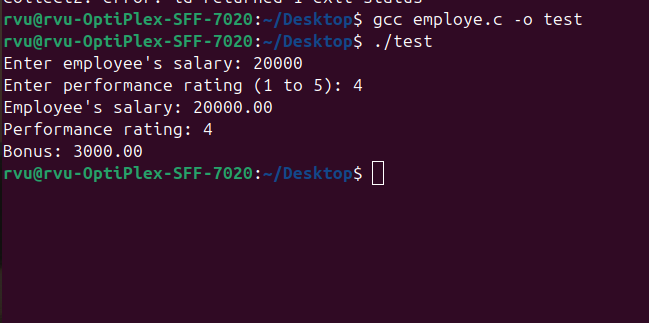 collect2: error: ld returned 1 exit status
rvu@rvu-OptiPlex-SFF-7020:~/Desktop$ gcc employe.c -o test
rvu@rvu-OptiPlex-SFF-7020:~/Desktop$ ./test
Enter employee's salary: 20000
Enter performance rating (1 to 5): 4
Employee's salary: 20000.00
Performance rating: 4
Bonus: 3000.00
rvu@rvu-OptiPlex-SFF-7020:~/Desktop$